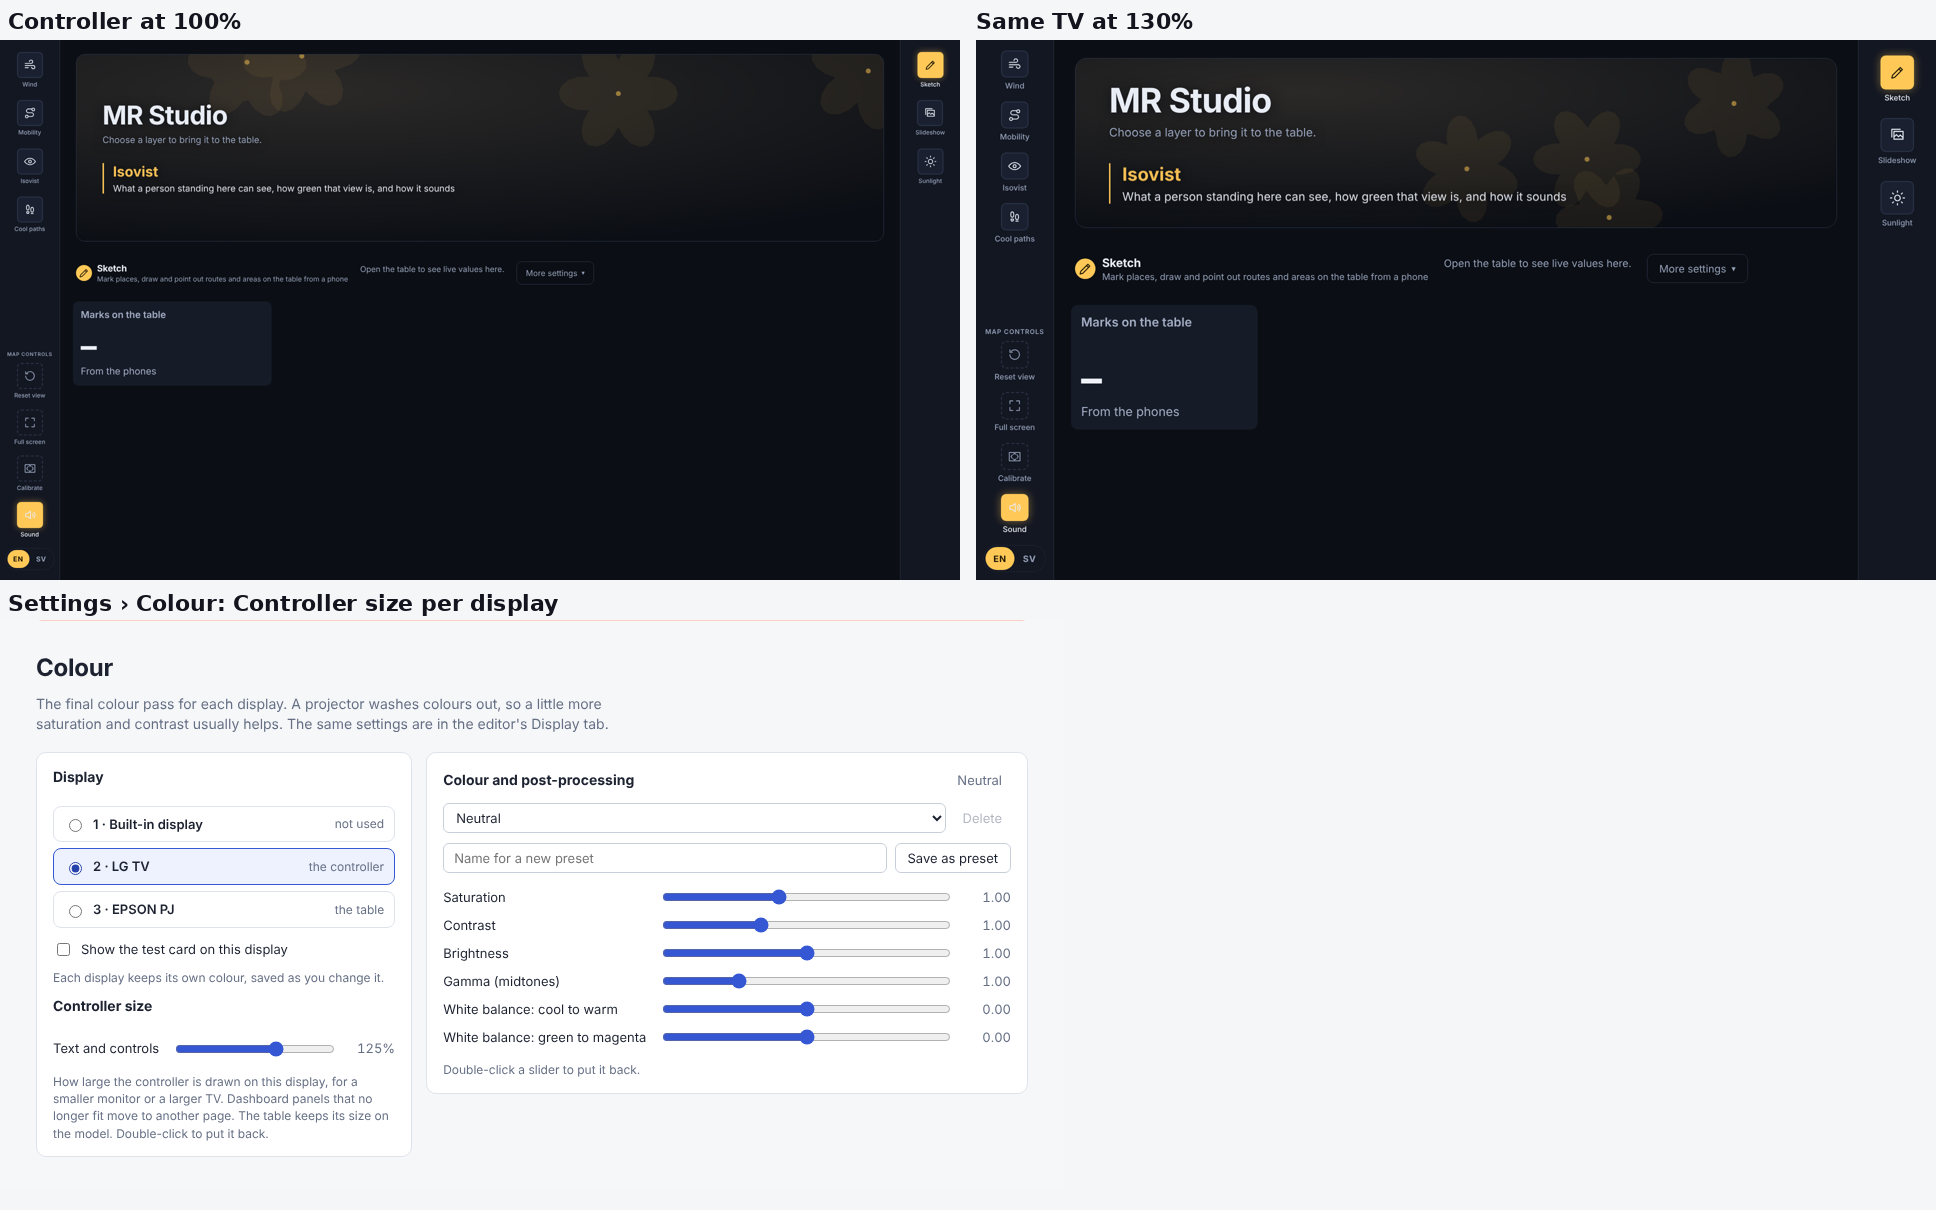 Controller at 100%
Wind
Mobility
Isovist
Cool paths
MAP CONTROLS
Reset view
Full screen
Calibrate
Sound
EN SV
MR Studio
Choose a layer to bring it to the table.
Isovist
What a person standing here can see, how green that view is, and how it sounds
Sketch
Mark places, draw and point out routes and areas on the table from a phone
Open the table to see live values here.
More settings ▾
Marks on the table
—
From the phones
Sketch
Slideshow
Sunlight
Same TV at 130%
Wind
Mobility
Isovist
Cool paths
MAP CONTROLS
Reset view
Full screen
Calibrate
Sound
EN SV
MR Studio
Choose a layer to bring it to the table.
Isovist
What a person standing here can see, how green that view is, and how it sounds
Sketch
Mark places, draw and point out routes and areas on the table from a phone
Open the table to see live values here.
More settings ▾
Marks on the table
—
From the phones
Sketch
Slideshow
Sunlight
Settings › Colour: Controller size per display
Colour
The final colour pass for each display. A projector washes colours out, so a little more
saturation and contrast usually helps. The same settings are in the editor's Display tab.
Display
1 · Built-in display not used
2 · LG TV the controller
3 · EPSON PJ the table
Show the test card on this display
Each display keeps its own colour, saved as you change it.
Controller size
Text and controls 125%
How large the controller is drawn on this display, for a
smaller monitor or a larger TV. Dashboard panels that no
longer fit move to another page. The table keeps its size on
the model. Double-click to put it back.
Colour and post-processing Neutral
Neutral Delete
Name for a new preset Save as preset
Saturation 1.00
Contrast 1.00
Brightness 1.00
Gamma (midtones) 1.00
White balance: cool to warm 0.00
White balance: green to magenta 0.00
Double-click a slider to put it back.